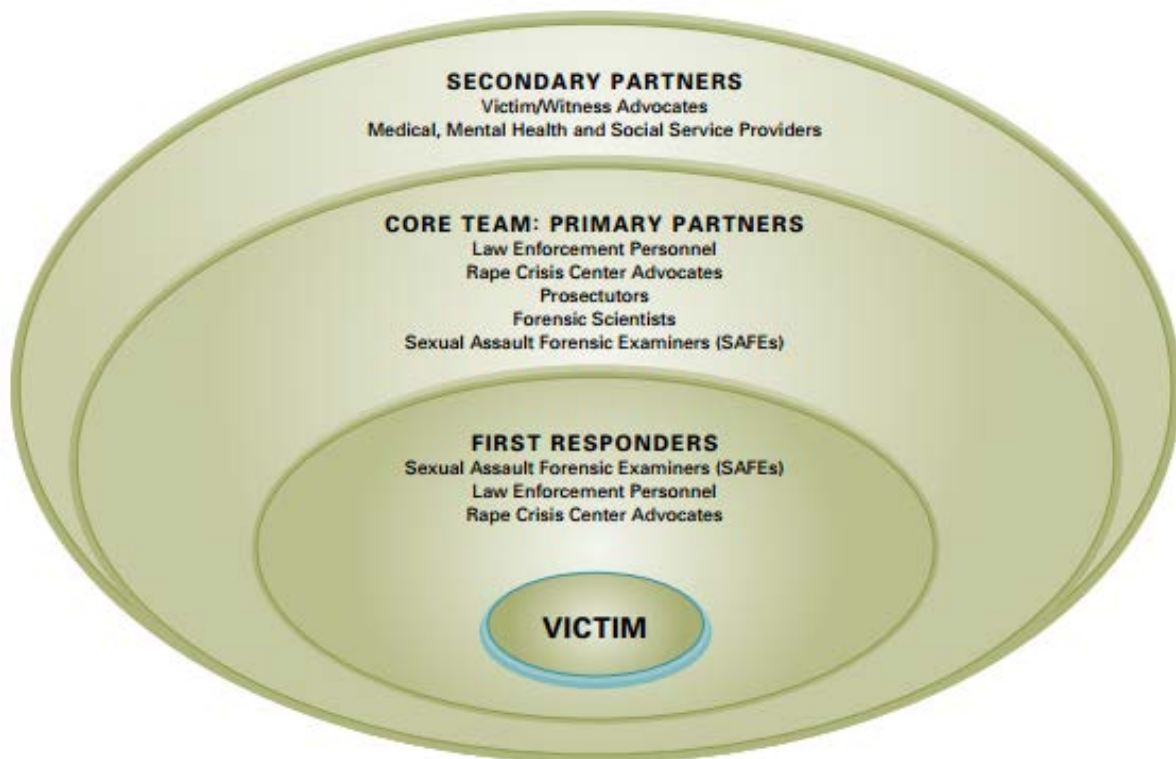 SECONDARY PARTNERS
Victim/Witness Advocates
Medical, Mental Health and Social Service Providers
CORE TEAM: PRIMARY PARTNERS
Law Enforcement Personnel
Rape Crisis Center Advocates
Prosectutors
Forensic Scientists
Sexual Assault Forensic Examiners (SAFEs)
FIRST RESPONDERS
Sexual Assault Forensic Examiners (SAFEs)
Law Enforcement Personnel
Rape Crisis Center Advocates
VICTIM